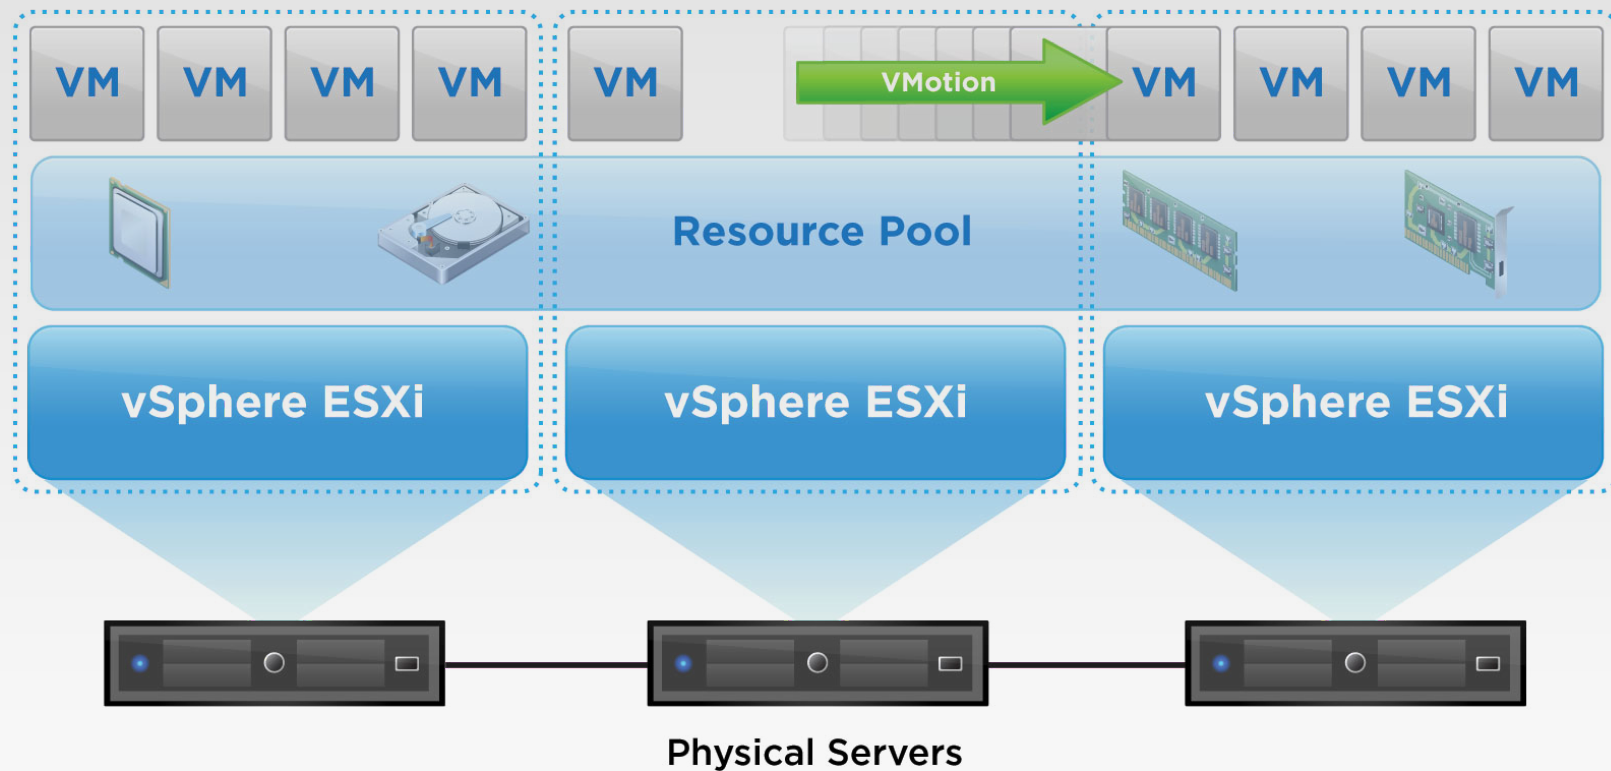 VM VM VM VM VM VMotion VM VM VM VM
Resource Pool
vSphere ESXi vSphere ESXi vSphere ESXi
Physical Servers